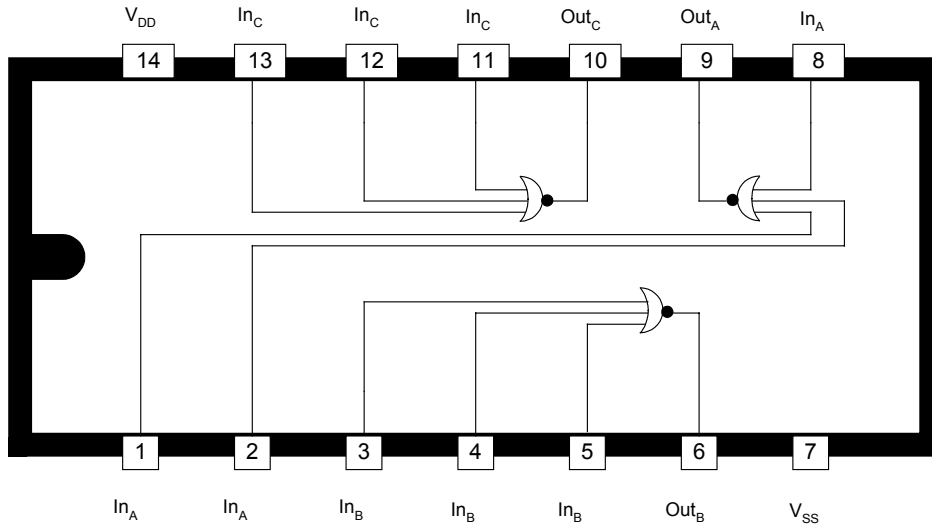 V_DD In_C In_C In_C Out_C Out_A In_A
14 13 12 11 10 9 8
1 2 3 4 5 6 7
In_A In_A In_B In_B In_B Out_B V_SS